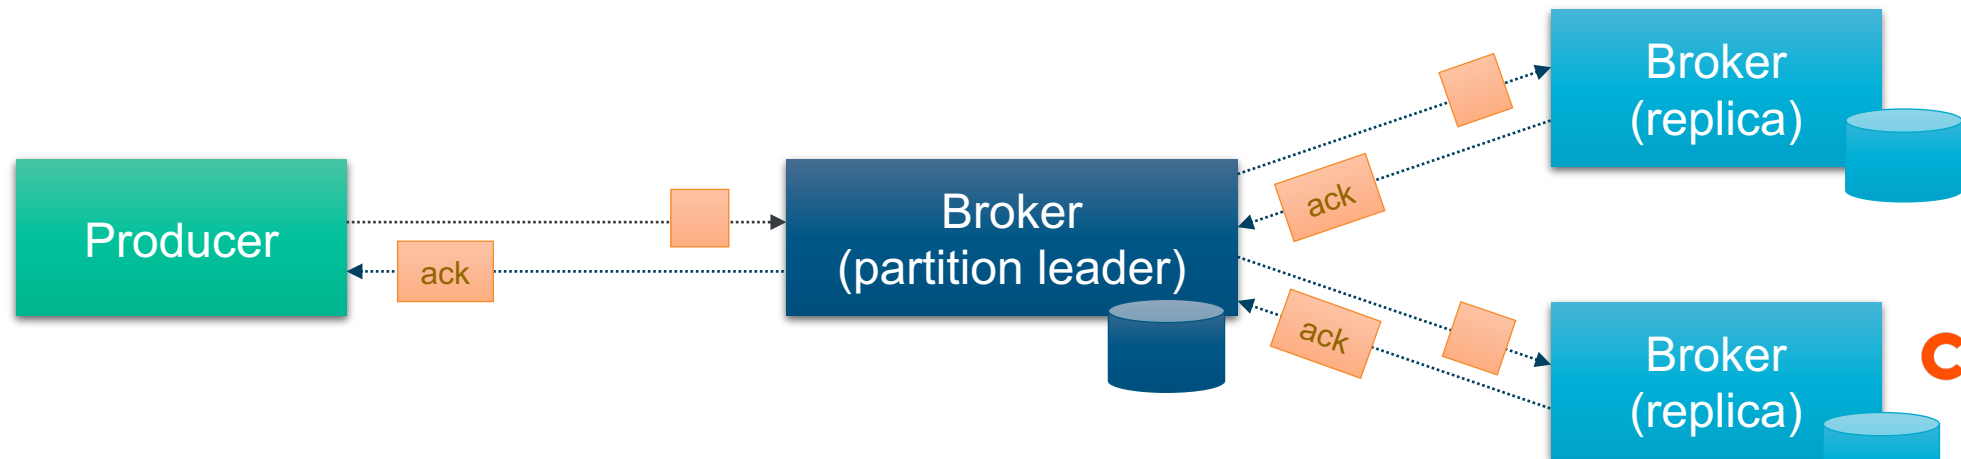 Producer
ack
Broker
(partition leader)
ack
ack
Broker
(replica)
Broker
(replica)